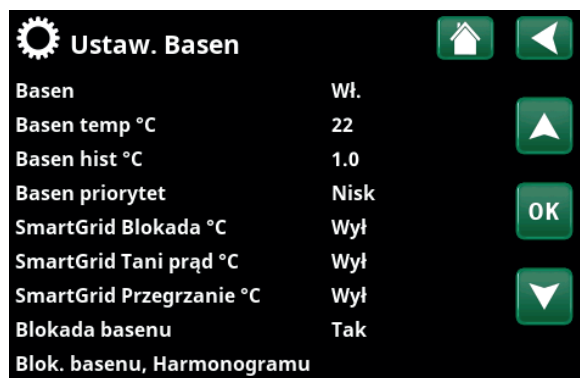 Ustaw. Basen
Basen Wł.
Basen temp °C 22
Basen hist °C 1.0
Basen priorytet Nisk
SmartGrid Blokada °C Wył
SmartGrid Tani prąd °C Wył
SmartGrid Przegrzanie °C Wył
Blokada basenu Tak
Blok. basenu, Harmonogramu
OK